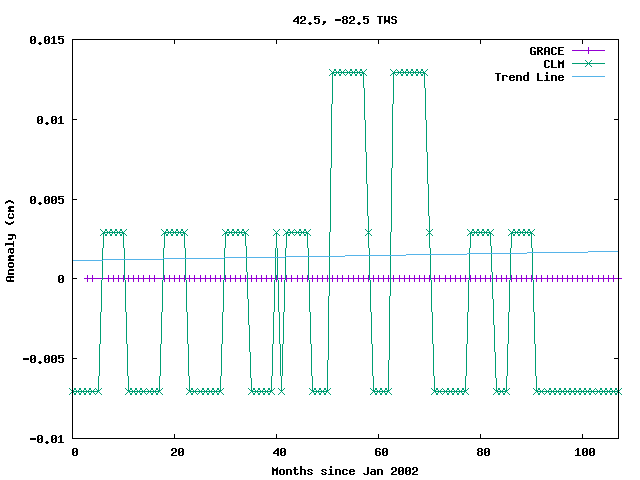 42.5, -82.5 TWS
0.015
GRACE
CLM
Trend Line
0.01
0.005
Anomaly (cm)
0
-0.005
-0.01
0 20 40 60 80 100
Months since Jan 2002